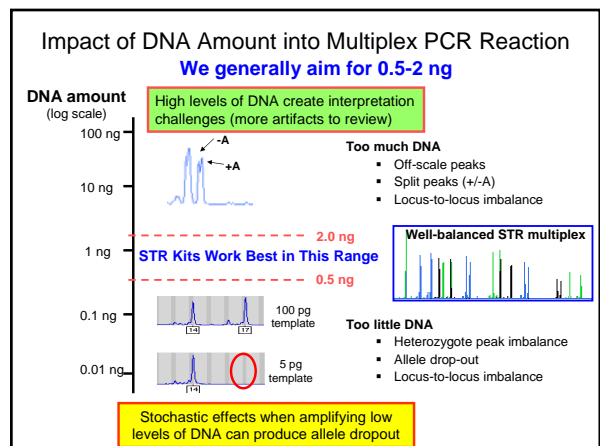 Impact of DNA Amount into Multiplex PCR Reaction
We generally aim for 0.5-2 ng
DNA amount
(log scale)
High levels of DNA create interpretation
challenges (more artifacts to review)
100 ng
-A
+A
10 ng
Too much DNA
▪ Off-scale peaks
▪ Split peaks (+/-A)
▪ Locus-to-locus imbalance
2.0 ng
1 ng
STR Kits Work Best in This Range
0.5 ng
Well-balanced STR multiplex
0.1 ng
100 pg
template
14
17
Too little DNA
▪ Heterozygote peak imbalance
▪ Allele drop-out
▪ Locus-to-locus imbalance
0.01 ng
5 pg
template
14
Stochastic effects when amplifying low
levels of DNA can produce allele dropout